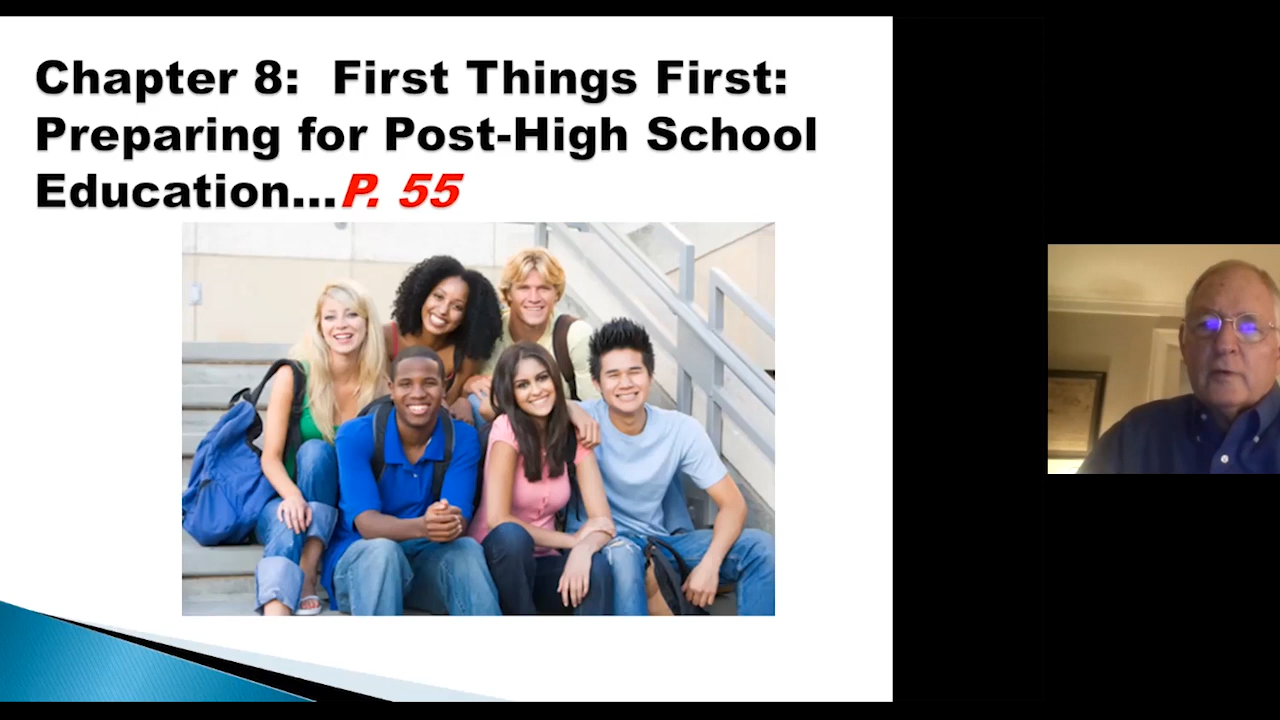 Chapter 8: First Things First:
Preparing for Post-High School
Education...P. 55